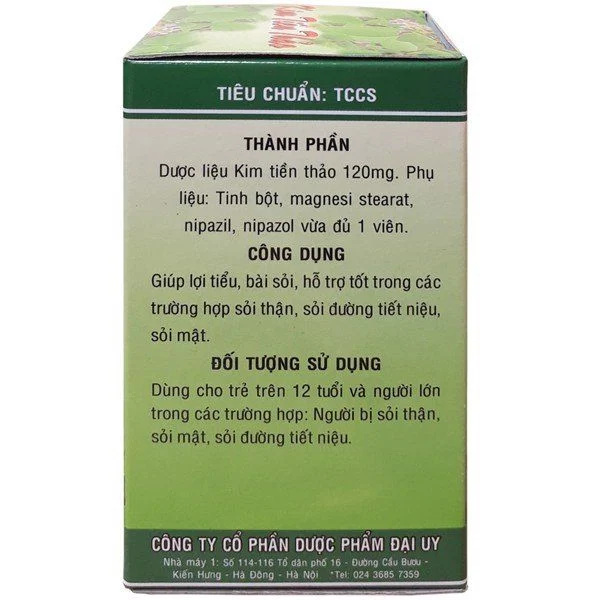 Kim Tiền Thảo
TIÊU CHUẨN: TCCS
THÀNH PHẦN
Dược liệu Kim tiền thảo 120mg. Phụ
liệu: Tinh bột, magnesi stearat,
nipazil, nipazol vừa đủ 1 viên.
CÔNG DỤNG
Giúp lợi tiểu, bài sỏi, hỗ trợ tốt trong các
trường hợp sỏi thận, sỏi đường tiết niệu,
sỏi mật.
ĐỐI TƯỢNG SỬ DỤNG
Dùng cho trẻ trên 12 tuổi và người lớn
trong các trường hợp: Người bị sỏi thận,
sỏi mật, sỏi đường tiết niệu.
CÔNG TY CỔ PHẦN DƯỢC PHẨM ĐẠI UY
Nhà máy 1: Số 114-116 Tổ dân phố 16 - Đường Cầu Bươu -
Kiến Hưng - Hà Đông - Hà Nội *Tel: 024 3685 7359